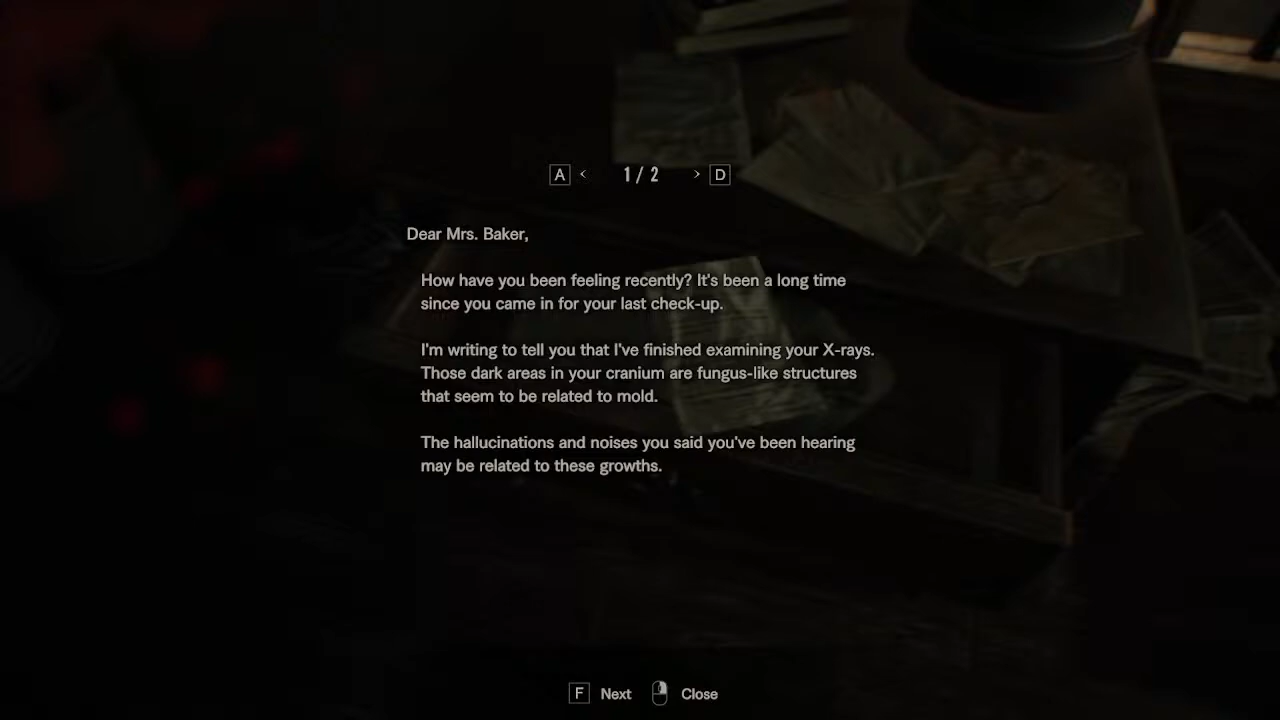 A < 1 / 2 > D
Dear Mrs. Baker,
How have you been feeling recently? It's been a long time
since you came in for your last check-up.
I'm writing to tell you that I've finished examining your X-rays.
Those dark areas in your cranium are fungus-like structures
that seem to be related to mold.
The hallucinations and noises you said you've been hearing
may be related to these growths.
F Next Close